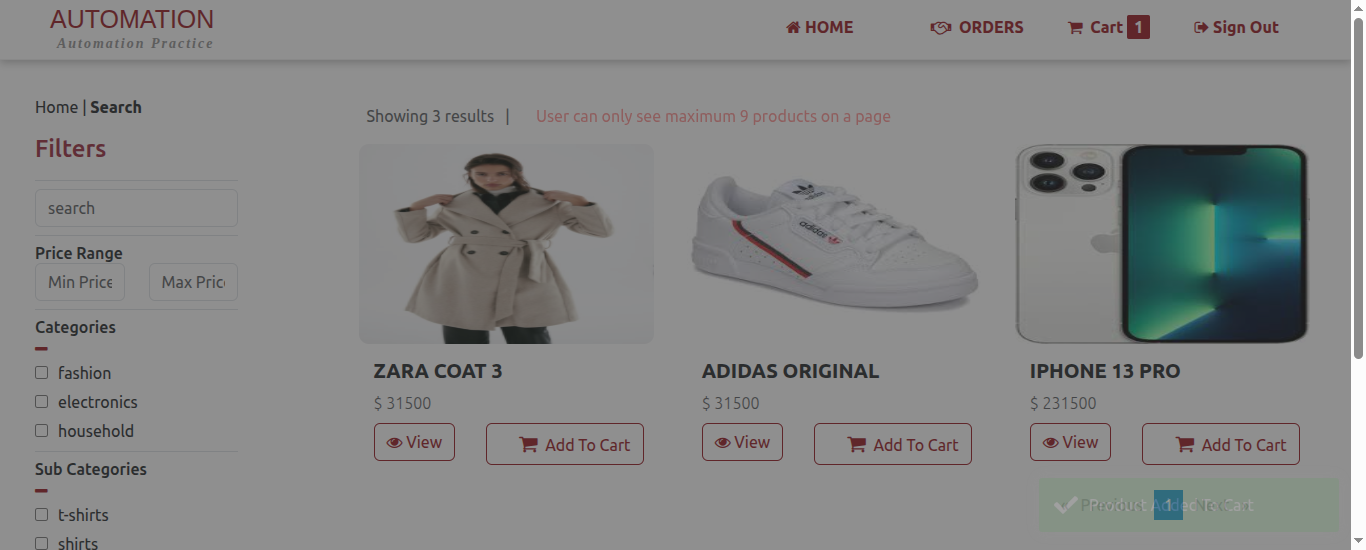 AUTOMATION
Automation Practice
HOME
ORDERS
Cart 1
Sign Out
Home | Search
Showing 3 results |
User can only see maximum 9 products on a page
Filters
search
Price Range
Min Price
Max Pric
Categories
fashion
electronics
household
Sub Categories
t-shirts
shirts
adidas
ZARA COAT 3
$ 31500
View
Add To Cart
ADIDAS ORIGINAL
$ 31500
View
Add To Cart
IPHONE 13 PRO
$ 231500
View
Add To Cart
Product Added To Cart
1